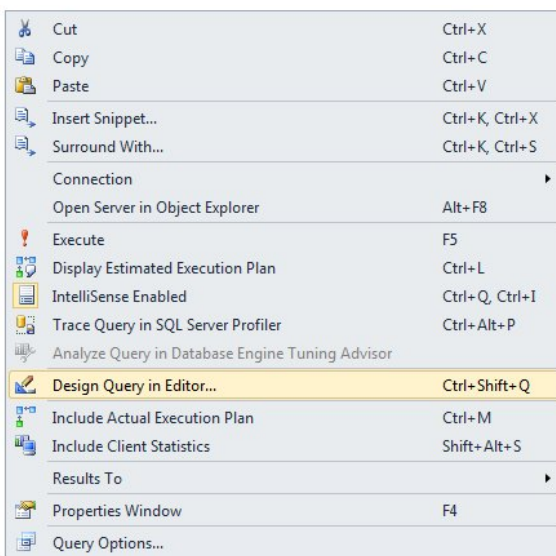 Cut Ctrl+X
Copy Ctrl+C
Paste Ctrl+V
Insert Snippet... Ctrl+K, Ctrl+X
Surround With... Ctrl+K, Ctrl+S
Connection
Open Server in Object Explorer Alt+F8
Execute F5
Display Estimated Execution Plan Ctrl+L
IntelliSense Enabled Ctrl+Q, Ctrl+I
Trace Query in SQL Server Profiler Ctrl+Alt+P
Analyze Query in Database Engine Tuning Advisor
Design Query in Editor... Ctrl+Shift+Q
Include Actual Execution Plan Ctrl+M
Include Client Statistics Shift+Alt+S
Results To
Properties Window F4
Query Options...